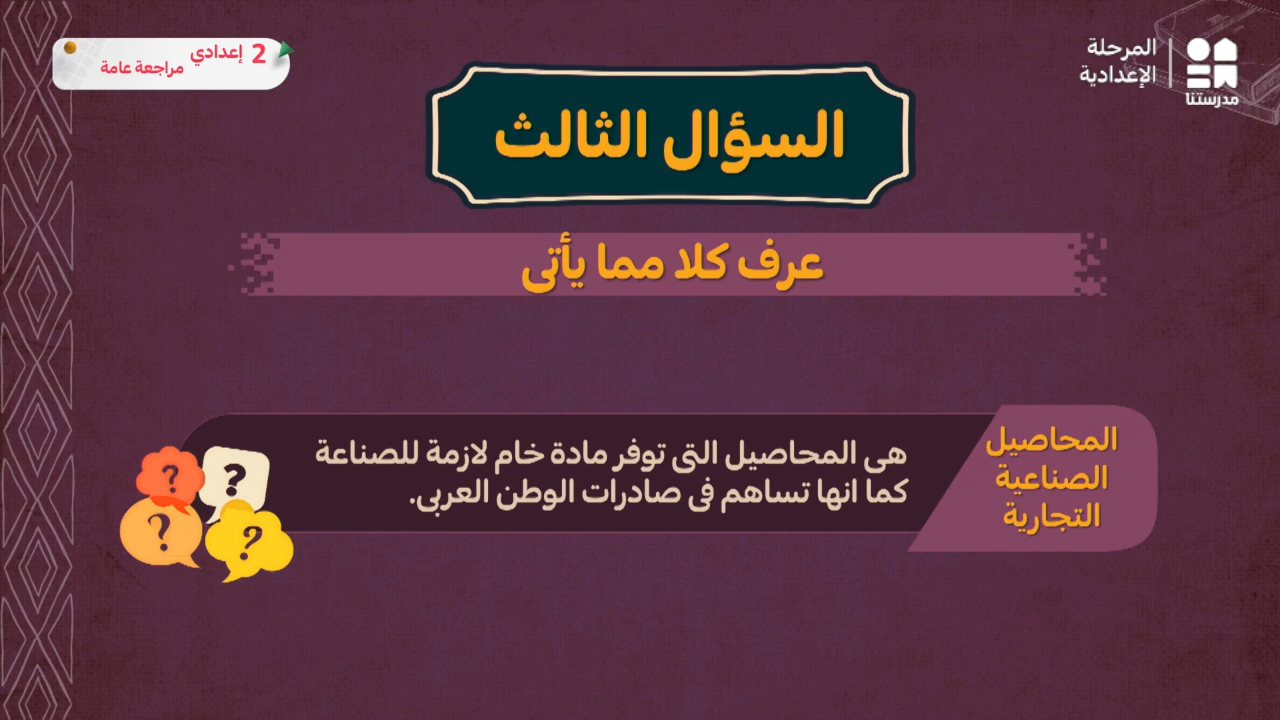 المرحلة
الإعدادية
مدرستنا
2 إعدادي
مراجعة عامة
السؤال الثالث
عرف كلا مما يأتى
المحاصيل
الصناعية
التجارية
هى المحاصيل التى توفر مادة خام لازمة للصناعة
كما انها تساهم فى صادرات الوطن العربى.
? ?
? ?